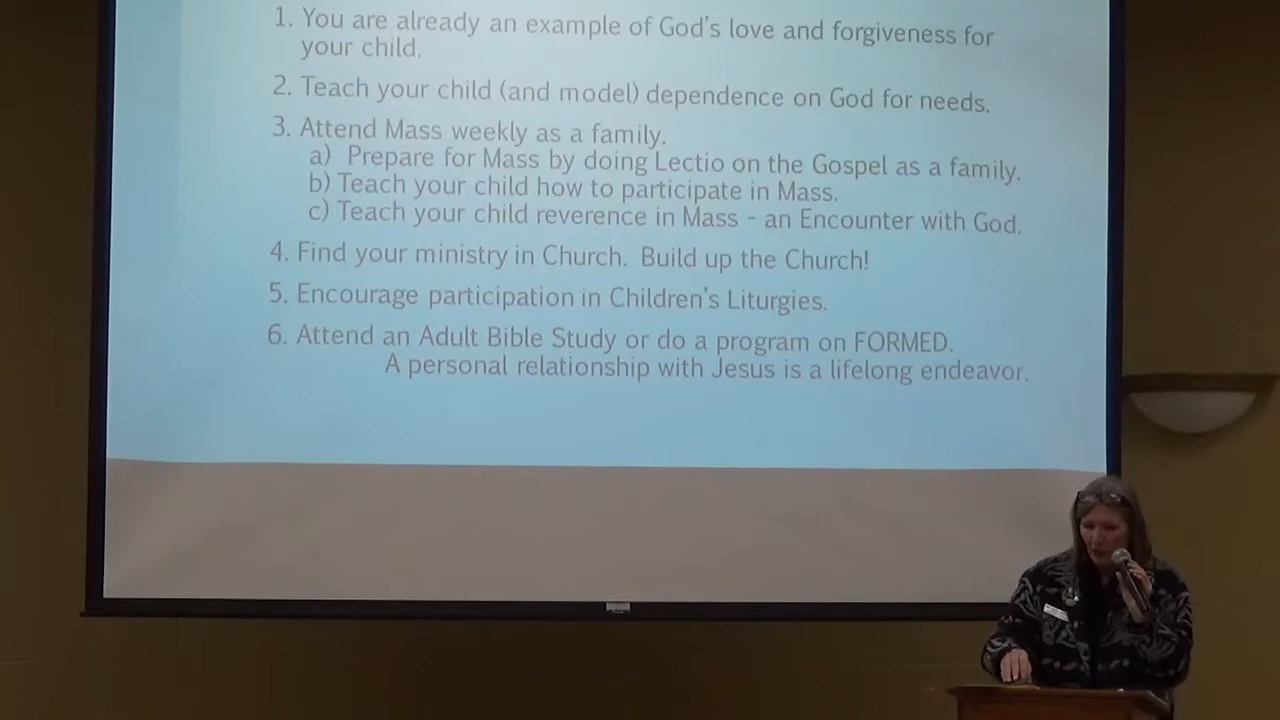 1. You are already an example of God's love and forgiveness for
your child.
2. Teach your child (and model) dependence on God for needs.
3. Attend Mass weekly as a family.
a) Prepare for Mass by doing Lectio on the Gospel as a family.
b) Teach your child how to participate in Mass.
c) Teach your child reverence in Mass - an Encounter with God.
4. Find your ministry in Church. Build up the Church!
5. Encourage participation in Children's Liturgies.
6. Attend an Adult Bible Study or do a program on FORMED.
A personal relationship with Jesus is a lifelong endeavor.